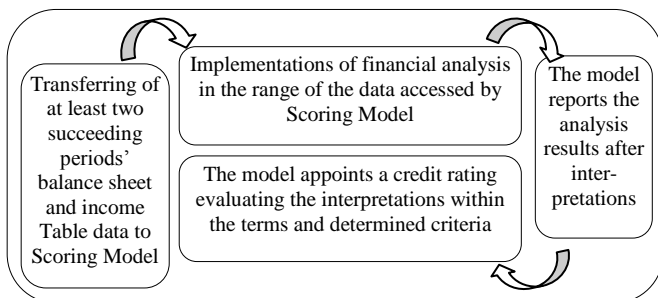 Transferring of
at least two
succeeding
periods'
balance sheet
and income
Table data to
Scoring Model
Implementations of financial analysis
in the range of the data accessed by
Scoring Model
The model
reports the
analysis
results after
inter-
pretations
The model appoints a credit rating
evaluating the interpretations within
the terms and determined criteria